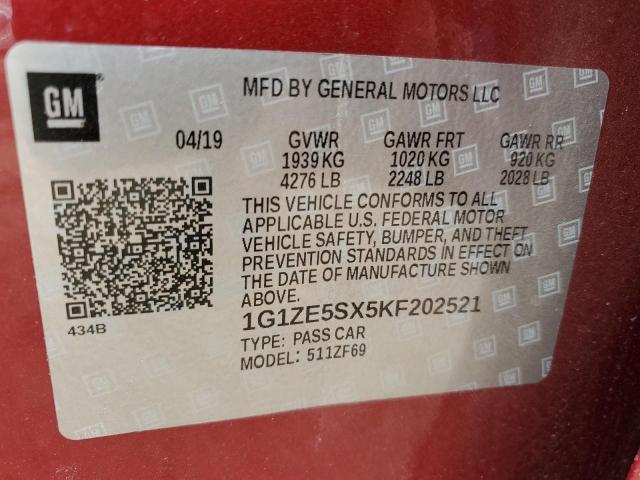 GM
MFD BY GENERAL MOTORS LLC
04/19 GVWR GAWR FRT GAWR RR
1939 KG 1020 KG 920 KG
4276 LB 2248 LB 2028 LB
THIS VEHICLE CONFORMS TO ALL
APPLICABLE U.S. FEDERAL MOTOR
VEHICLE SAFETY, BUMPER, AND THEFT
PREVENTION STANDARDS IN EFFECT ON
THE DATE OF MANUFACTURE SHOWN
ABOVE.
434B
1G1ZE5SX5KF202521
TYPE: PASS CAR
MODEL: 511ZF69